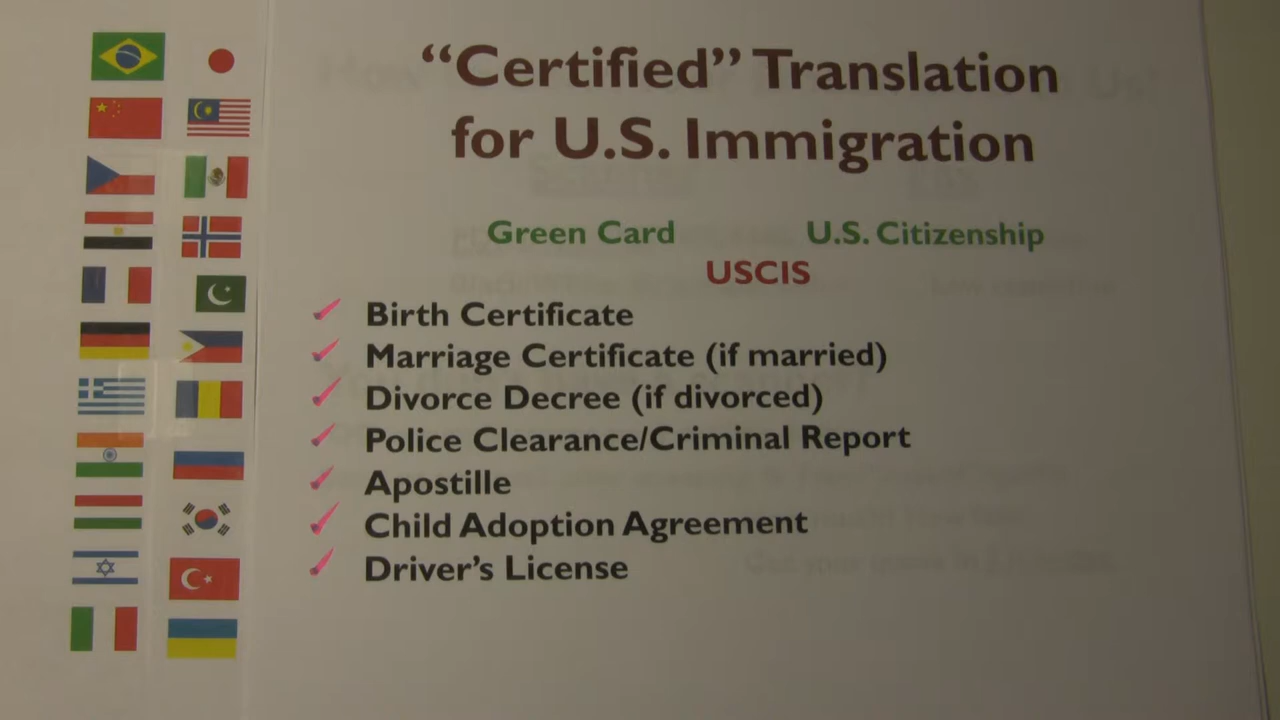 “Certified” Translation
for U.S. Immigration
Green Card U.S. Citizenship
USCIS
Birth Certificate
Marriage Certificate (if married)
Divorce Decree (if divorced)
Police Clearance/Criminal Report
Apostille
Child Adoption Agreement
Driver’s License